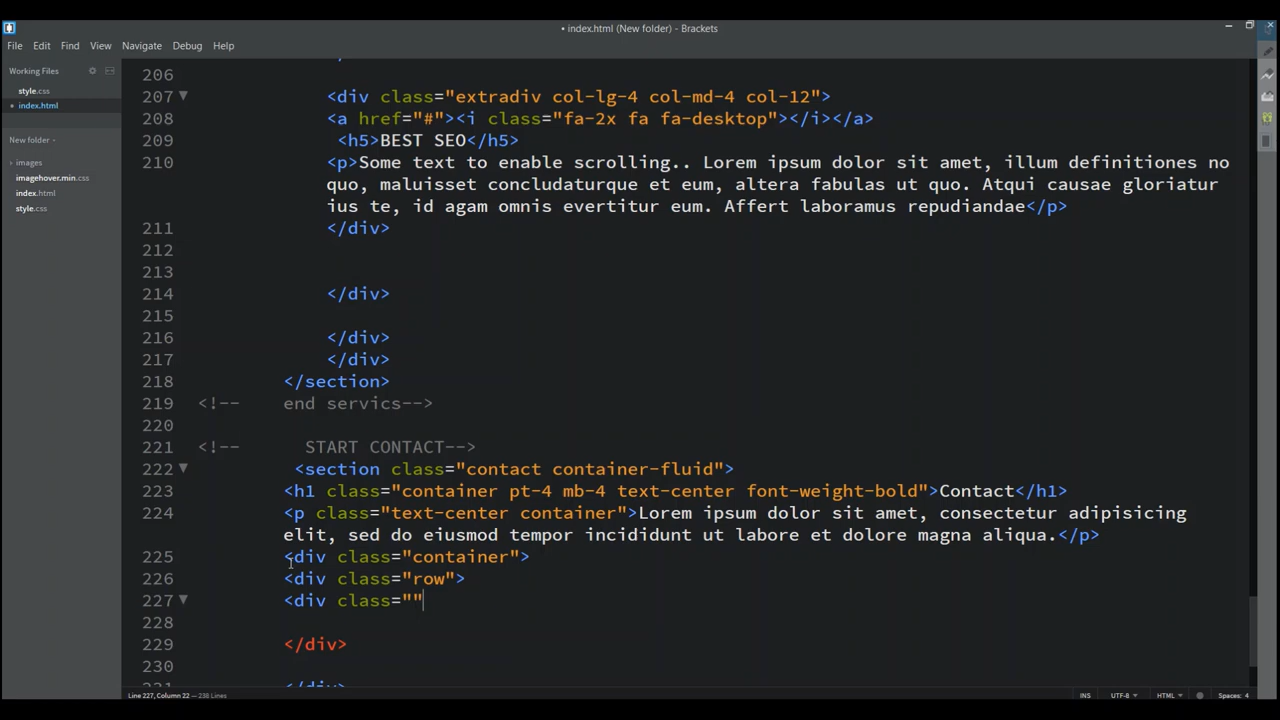 • index.html (New folder) - Brackets
File Edit Find View Navigate Debug Help
Working Files
style.css
• index.html
New folder
images
imagehover.min.css
index.html
style.css
206
207 <div class="extradiv col-lg-4 col-md-4 col-12">
208 <a href="#"><i class="fa-2x fa fa-desktop"></i></a>
209 <h5>BEST SEO</h5>
210 <p>Some text to enable scrolling.. Lorem ipsum dolor sit amet, illum definitiones no
quo, maluisset concludaturque et eum, altera fabulas ut quo. Atqui causae gloriatur
ius te, id agam omnis evertitur eum. Affert laboramus repudiandae</p>
211 </div>
212
213
214 </div>
215
216 </div>
217 </div>
218 </section>
219 <!-- end servics-->
220
221 <!-- START CONTACT-->
222 <section class="contact container-fluid">
223 <h1 class="container pt-4 mb-4 text-center font-weight-bold">Contact</h1>
224 <p class="text-center container">Lorem ipsum dolor sit amet, consectetur adipisicing
elit, sed do eiusmod tempor incididunt ut labore et dolore magna aliqua.</p>
225 <div class="container">
226 <div class="row">
227 <div class=""
228
229 </div>
230
231 </div>
Line 227, Column 22 — 238 Lines
INS UTF-8 HTML Spaces: 4